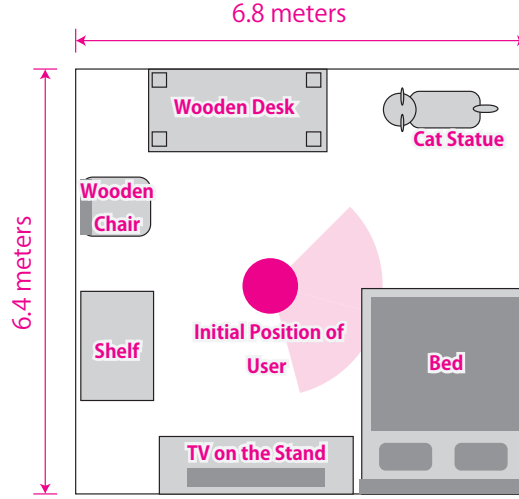 6.8 meters
Wooden Desk
Cat Statue
Wooden
Chair
6.4 meters
Initial Position of
User
Shelf
Bed
TV on the Stand